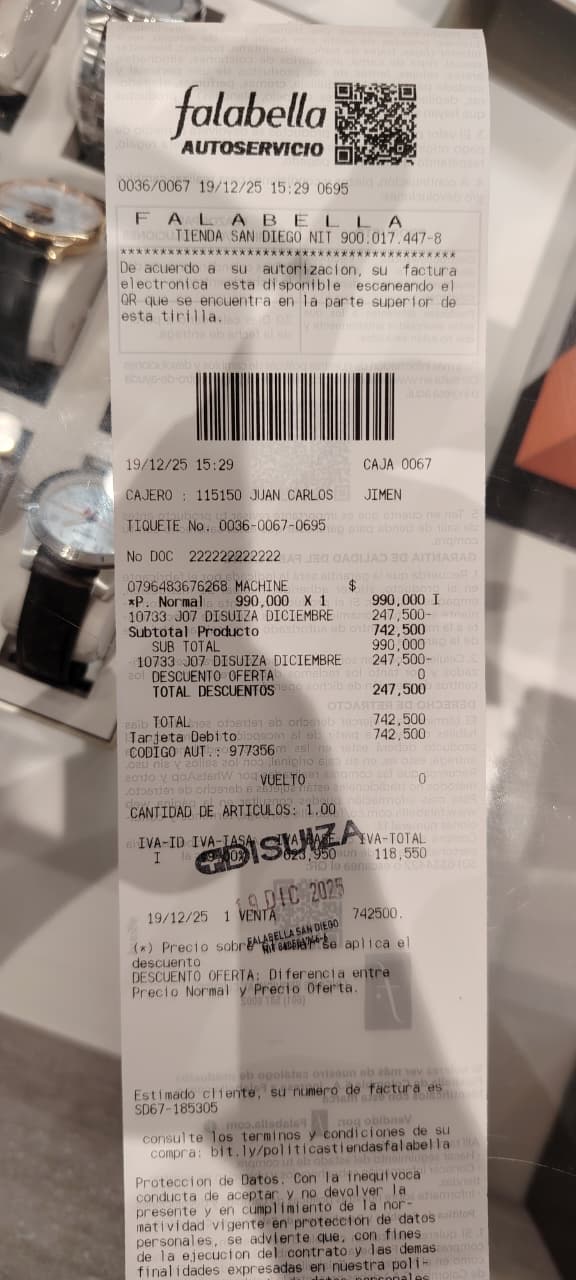 falabella
AUTOSERVICIO
0036/0067 19/12/25 15:29 0695
F A L A B E L L A
TIENDA SAN DIEGO NIT 900.017.447-8
**************************************************
De acuerdo a su autorizacion, su factura
electronica esta disponible escaneando el
QR que se encuentra en la parte superior de
esta tirilla.
19/12/25 15:29 CAJA 0067
CAJERO : 115150 JUAN CARLOS JIMEN
TIQUETE No. 0036-0067-0695
No DOC 222222222222
0796483676268 MACHINE $
*P. Normal 990,000 X 1 990,000 I
10733 J07 DISUIZA DICIEMBRE 247,500-
Subtotal Producto 742,500
SUB TOTAL 990,000
10733 J07 DISUIZA DICIEMBRE 247,500-
DESCUENTO OFERTA 0
TOTAL DESCUENTOS 247,500
TOTAL 742,500
Tarjeta Debito 742,500
CODIGO AUT.: 977356
VUELTO 0
CANTIDAD DE ARTICULOS: 1.00
IVA-ID IVA-TASA IVA-BASE IVA-TOTAL
I 623,950 118,550
DISUIZA
19 DIC 2025
19/12/25 1 VENTA 742500.
FALABELLA SAN DIEGO
(*) Precio sobre el se aplica el
descuento
DESCUENTO OFERTA: Diferencia entre
Precio Normal y Precio Oferta.
Estimado cliente, su numero de factura es
SD67-185305
consulte los terminos y condiciones de su
compra: bit.ly/politicastiendasfalabella
Proteccion de Datos. Con la inequivoca
conducta de aceptar y no devolver la
presente y en cumplimiento de la nor-
matividad vigente en proteccion de datos
personales, se advierte que, con fines
de la ejecucion del contrato y las demas
finalidades expresadas en nuestra poli-